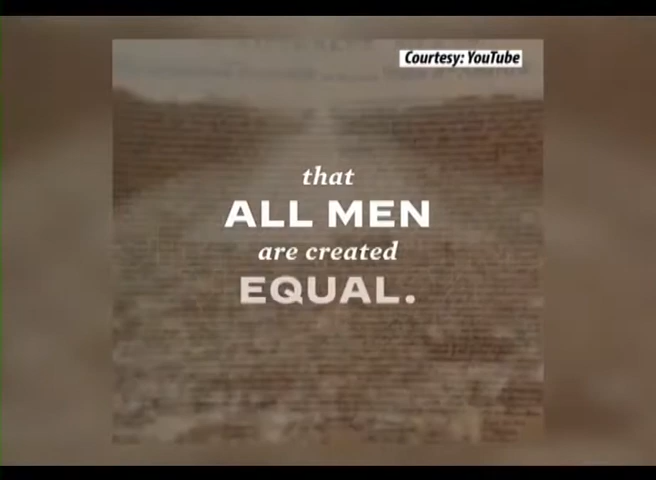 Courtesy: YouTube
that
ALL MEN
are created
EQUAL.